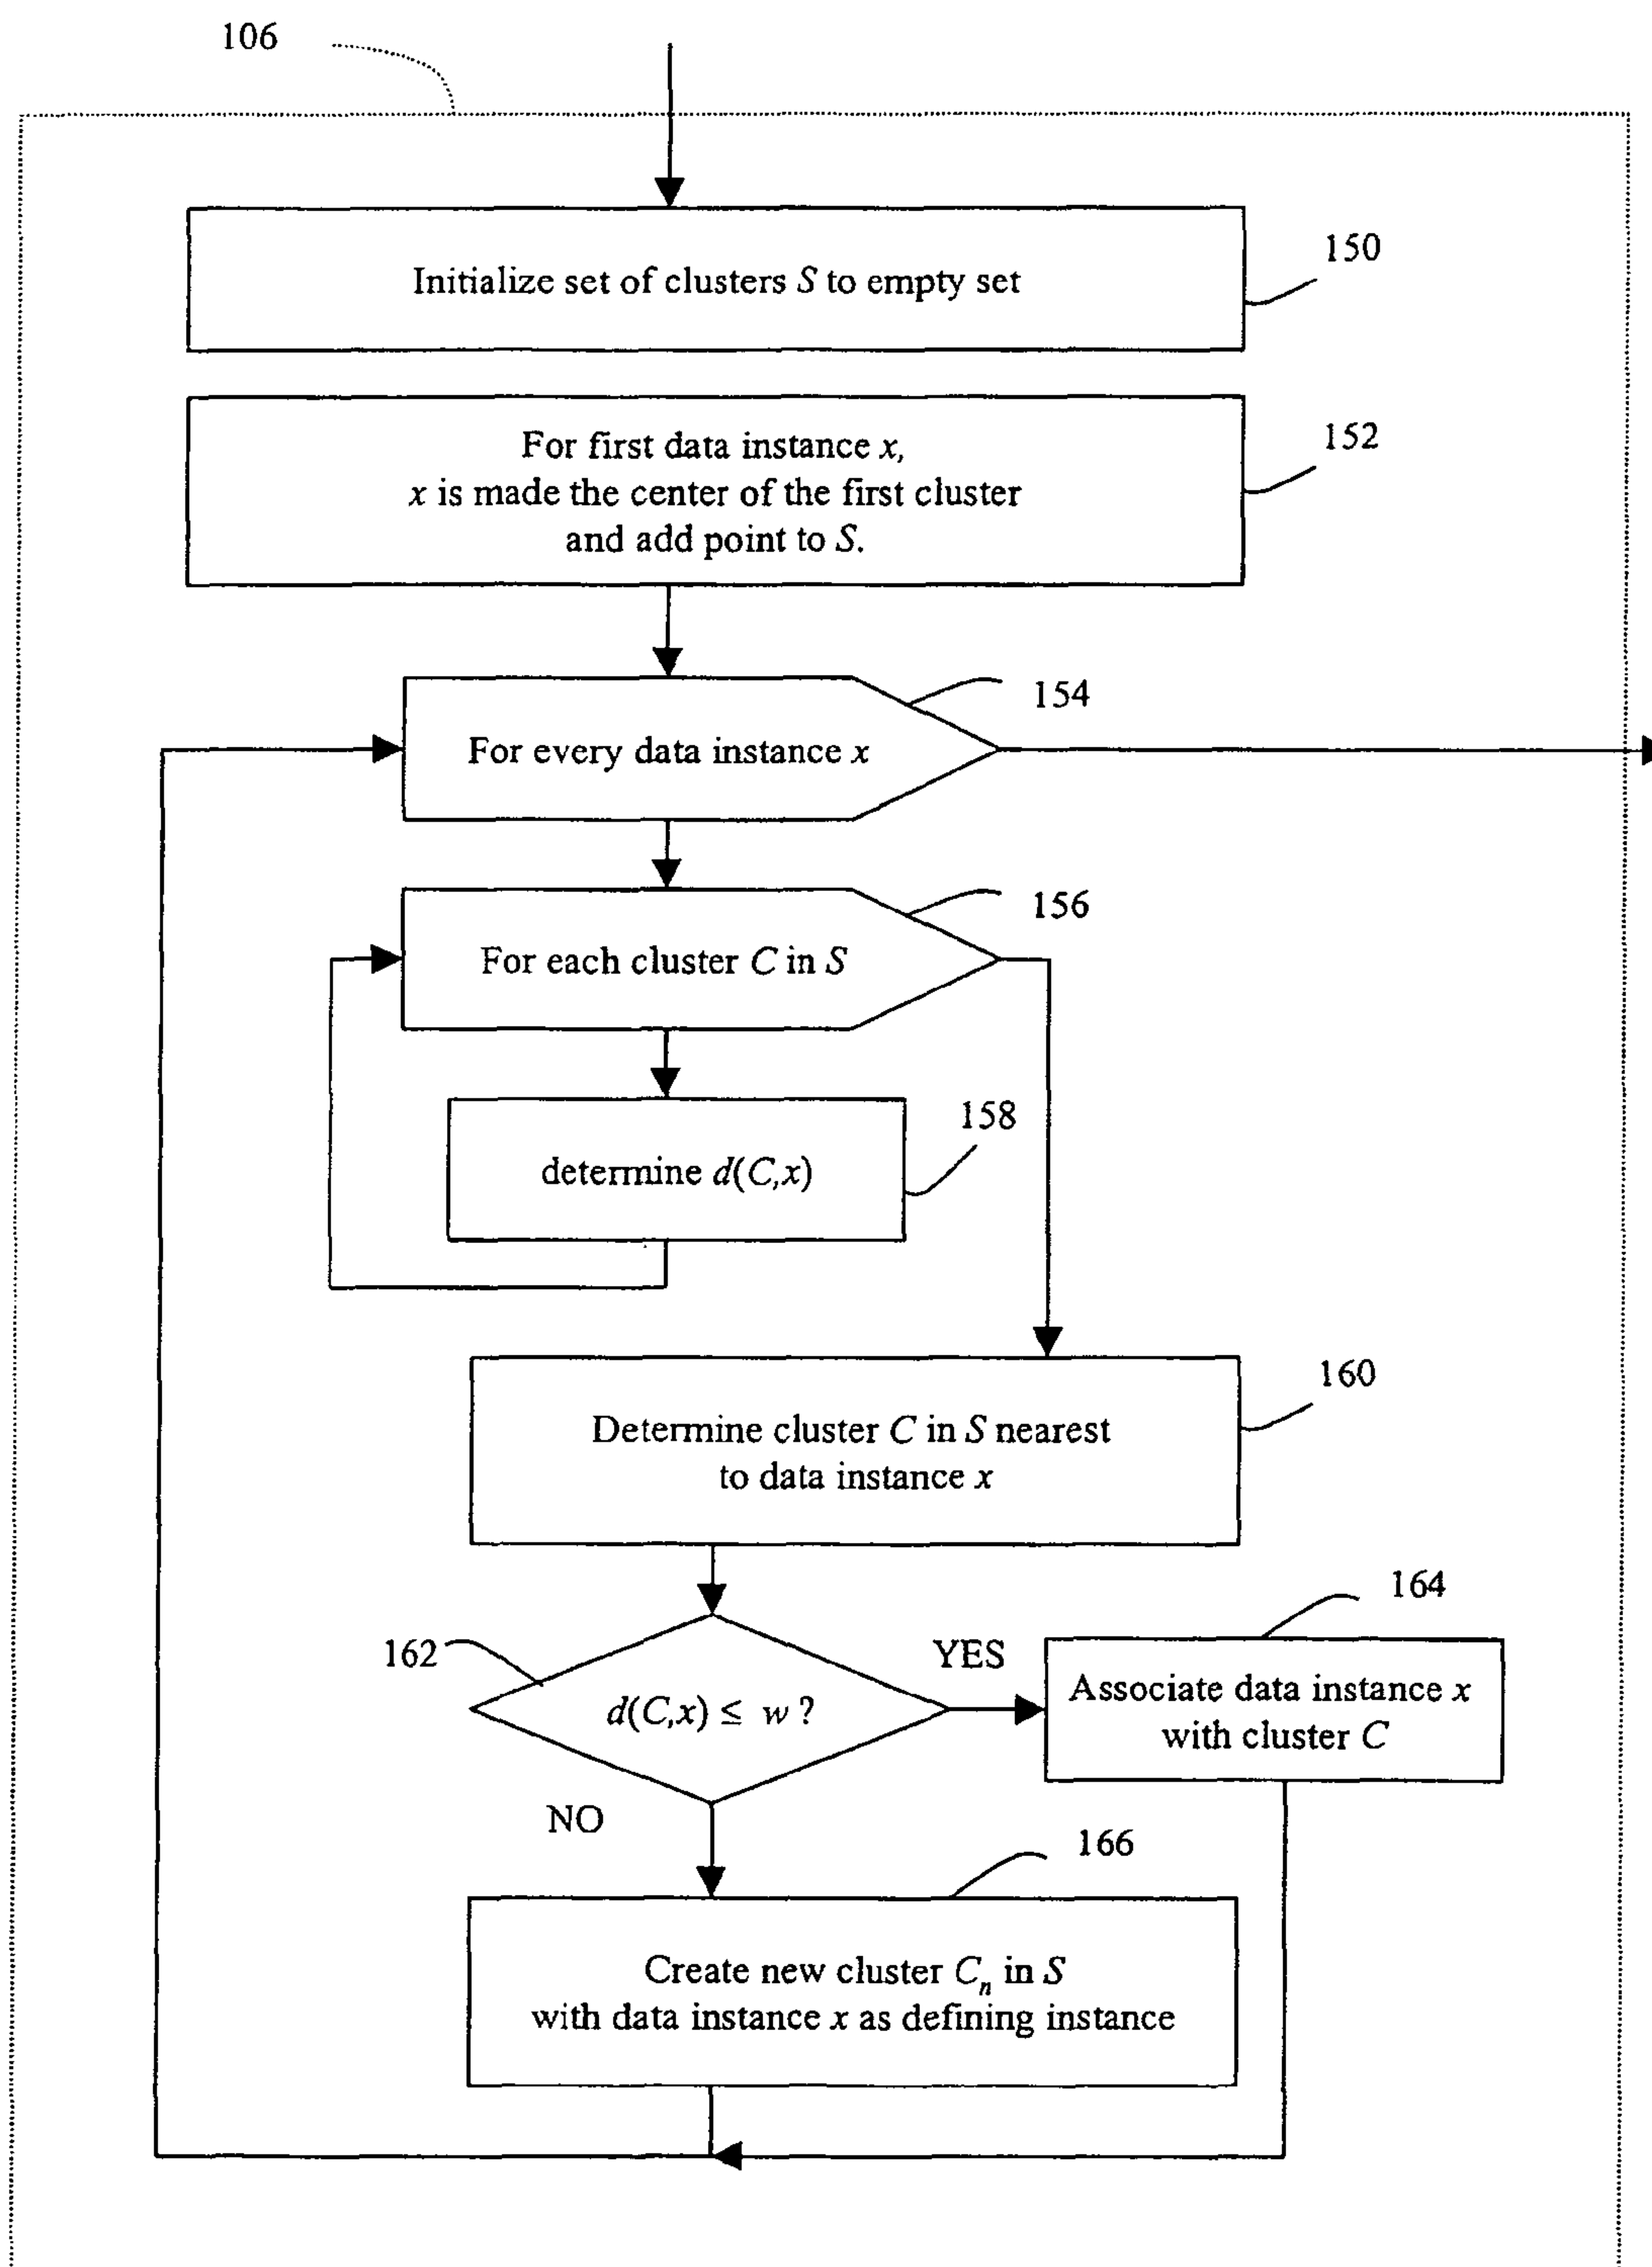 106
150
Initialize set of clusters S to empty set
152
For first data instance x,
x is made the center of the first cluster
and add point to S.
154
For every data instance x
156
For each cluster C in S
158
determine d(C,x)
160
Determine cluster C in S nearest
to data instance x
164
162
YES
d(C,x) ≤ w ?
Associate data instance x
with cluster C
NO
166
Create new cluster Cn in S
with data instance x as defining instance